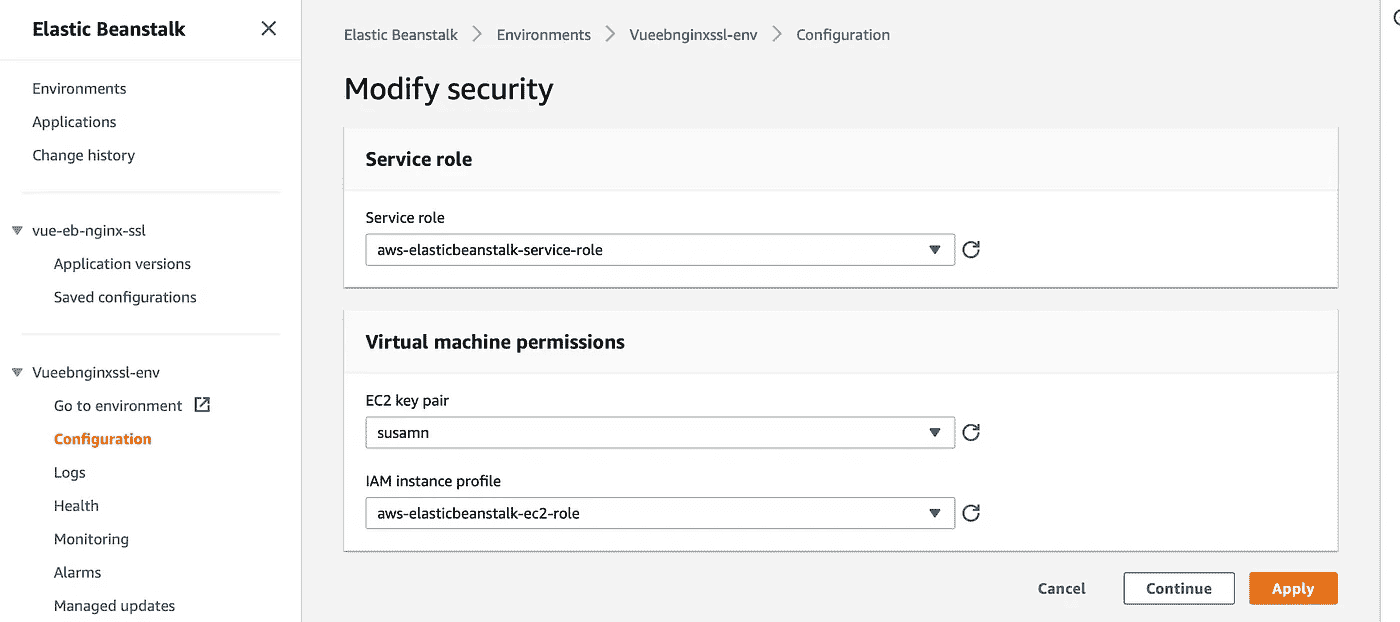 Elastic Beanstalk
Environments
Applications
Change history
vue-eb-nginx-ssl
Application versions
Saved configurations
Vueebnginxssl-env
Go to environment
Configuration
Logs
Health
Monitoring
Alarms
Managed updates
Elastic Beanstalk > Environments > Vueebnginxssl-env > Configuration
Modify security
Service role
Service role
aws-elasticbeanstalk-service-role
Virtual machine permissions
EC2 key pair
susamn
IAM instance profile
aws-elasticbeanstalk-ec2-role
Cancel Continue Apply